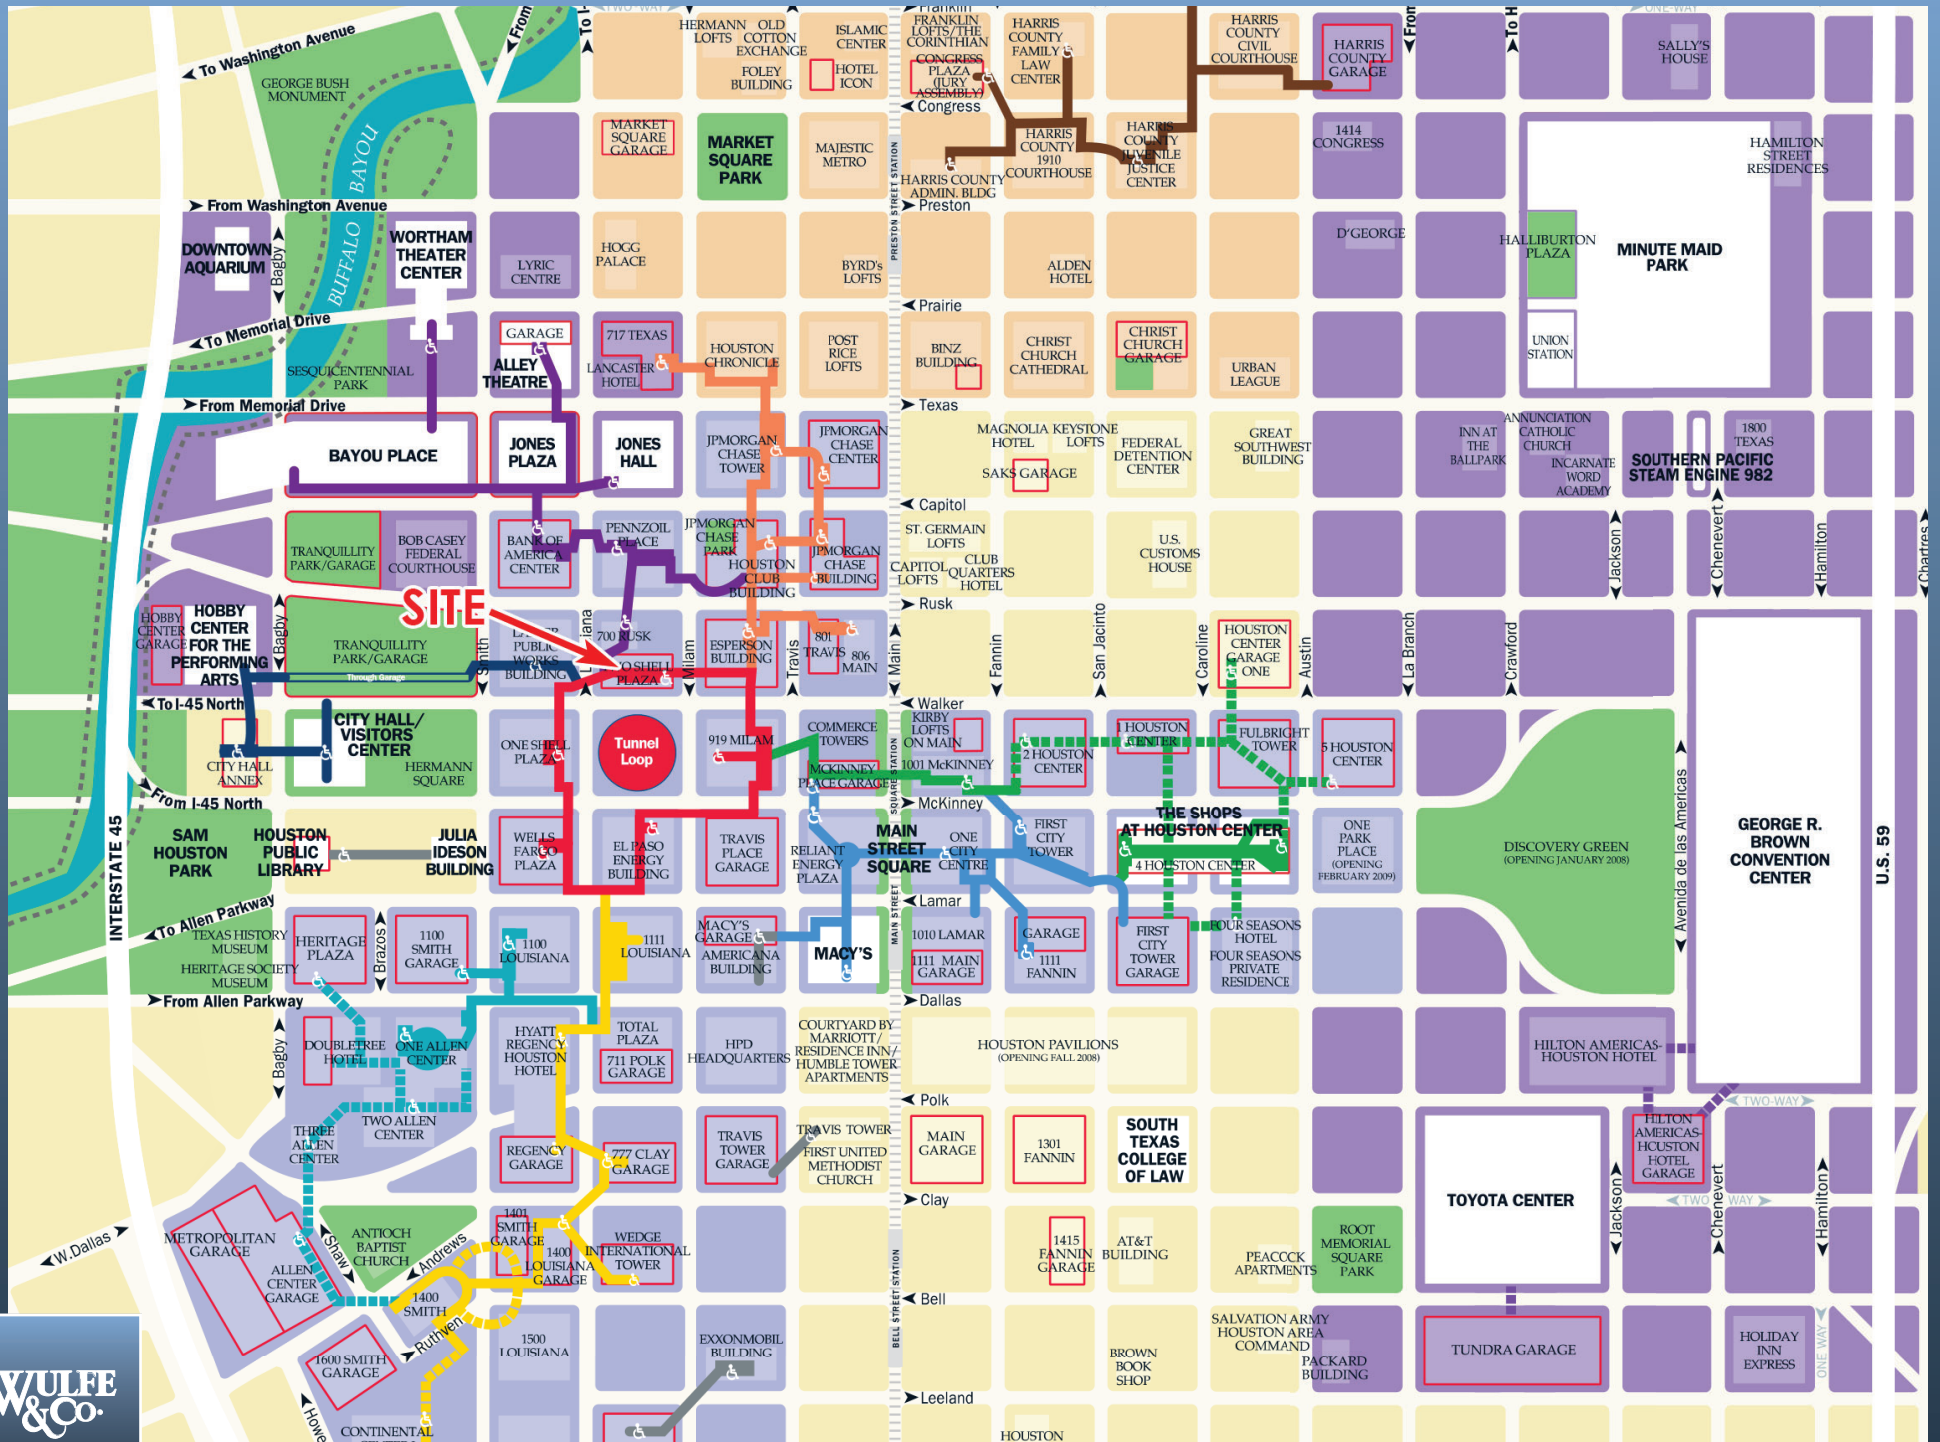 To Washington Avenue
From
To I-
TWO-WAY
Franklin
From
To H
ONE-WAY
GEORGE BUSH
MONUMENT
HERMANN
LOFTS
OLD
COTTON
EXCHANGE
ISLAMIC
CENTER
FOLEY
BUILDING
HOTEL
ICON
FRANKLIN
LOFTS/THE
CORINTHIAN
CONGRESS
PLAZA
(JURY
ASSEMBLY)
HARRIS
COUNTY
FAMILY
LAW
CENTER
HARRIS
COUNTY
CIVIL
COURTHOUSE
HARRIS
COUNTY
GARAGE
SALLY'S
HOUSE
Congress
BUFFALO BAYOU
MARKET
SQUARE
GARAGE
MARKET
SQUARE
PARK
MAJESTIC
METRO
PRESTON STREET STATION
HARRIS COUNTY
ADMIN. BLDG
HARRIS
COUNTY
1910
COURTHOUSE
HARRIS
COUNTY
JUVENILE
JUSTICE
CENTER
1414
CONGRESS
HAMILTON
STREET
RESIDENCES
From Washington Avenue
Preston
DOWNTOWN
AQUARIUM
Bagby
WORTHAM
THEATER
CENTER
LYRIC
CENTRE
HOGG
PALACE
BYRD's
LOFTS
ALDEN
HOTEL
D'GEORGE
HALLIBURTON
PLAZA
MINUTE MAID
PARK
To Memorial Drive
Prairie
SESQUICENTENNIAL
PARK
GARAGE
ALLEY
THEATRE
717 TEXAS
LANCASTER
HOTEL
HOUSTON
CHRONICLE
POST
RICE
LOFTS
BINZ
BUILDING
CHRIST
CHURCH
CATHEDRAL
CHRIST
CHURCH
GARAGE
URBAN
LEAGUE
UNION
STATION
From Memorial Drive
Texas
BAYOU PLACE
JONES
PLAZA
JONES
HALL
JPMORGAN
CHASE
TOWER
JPMORGAN
CHASE
CENTER
MAGNOLIA
HOTEL
KEYSTONE
LOFTS
SAKS GARAGE
FEDERAL
DETENTION
CENTER
GREAT
SOUTHWEST
BUILDING
INN AT
THE
BALLPARK
ANNUNCIATION
CATHOLIC
CHURCH
INCARNATE
WORD
ACADEMY
1800
TEXAS
SOUTHERN PACIFIC
STEAM ENGINE 982
Capitol
TRANQUILLITY
PARK/GARAGE
BOB CASEY
FEDERAL
COURTHOUSE
BANK OF
AMERICA
CENTER
PENNZOIL
PLACE
JPMORGAN
CHASE
PARK
HOUSTON
CLUB
BUILDING
JPMORGAN
CHASE
BUILDING
ST. GERMAIN
LOFTS
CAPITOL
LOFTS
CLUB
QUARTERS
HOTEL
U.S.
CUSTOMS
HOUSE
Jackson
Chenevert
Hamilton
Chartres
Rusk
SITE
HOBBY
CENTER
GARAGE
HOBBY
CENTER
FOR THE
PERFORMING
ARTS
Bagby
TRANQUILLITY
PARK/GARAGE
Through Garage
Smith
PUBLIC
WORKS
BUILDING
700 RUSK
SHELL
PLAZA
Milam
ESPERSON
BUILDING
Travis
801
TRAVIS
806
MAIN
Main
Fannin
San Jacinto
Caroline
HOUSTON
CENTER
GARAGE
ONE
Austin
La Branch
Crawford
To I-45 North
Walker
CITY HALL
ANNEX
CITY HALL/
VISITORS
CENTER
HERMANN
SQUARE
ONE SHELL
PLAZA
Tunnel
Loop
919 MILAM
COMMERCE
TOWERS
MCKINNEY
PLACE GARAGE
KIRBY
LOFTS
ON MAIN
1001 McKINNEY
2 HOUSTON
CENTER
1 HOUSTON
CENTER
FULBRIGHT
TOWER
5 HOUSTON
CENTER
From I-45 North
McKinney
INTERSTATE 45
SAM
HOUSTON
PARK
HOUSTON
PUBLIC
LIBRARY
JULIA
IDESON
BUILDING
WELLS
FARGO
PLAZA
EL PASO
ENERGY
BUILDING
TRAVIS
PLACE
GARAGE
RELIANT
ENERGY
PLAZA
MAIN
STREET
SQUARE
MAIN STREET SQUARE STATION
ONE
CITY
CENTRE
FIRST
CITY
TOWER
THE SHOPS
AT HOUSTON CENTER
4 HOUSTON CENTER
ONE
PARK
PLACE
(OPENING
FEBRUARY 2009)
DISCOVERY GREEN
(OPENING JANUARY 2008)
Avenida de las Americas
GEORGE R.
BROWN
CONVENTION
CENTER
U.S. 59
To Allen Parkway
Lamar
TEXAS HISTORY
MUSEUM
HERITAGE SOCIETY
MUSEUM
HERITAGE
PLAZA
Brazos
1100
SMITH
GARAGE
1100
LOUISIANA
1111
LOUISIANA
MACY'S
GARAGE
AMERICANA
BUILDING
MACY'S
1010 LAMAR
1111 MAIN
GARAGE
GARAGE
1111
FANNIN
FIRST
CITY
TOWER
GARAGE
FOUR SEASONS
HOTEL
FOUR SEASONS
PRIVATE
RESIDENCE
From Allen Parkway
Dallas
Bagby
DOUBLETREE
HOTEL
ONE ALLEN
CENTER
HYATT
REGENCY
HOUSTON
HOTEL
TOTAL
PLAZA
711 POLK
GARAGE
HPD
HEADQUARTERS
COURTYARD BY
MARRIOTT/
RESIDENCE INN/
HUMBLE TOWER
APARTMENTS
HOUSTON PAVILIONS
(OPENING FALL 2008)
HILTON AMERICAS-
HOUSTON HOTEL
Polk
TWO-WAY
THREE
ALLEN
CENTER
TWO ALLEN
CENTER
REGENCY
GARAGE
777 CLAY
GARAGE
TRAVIS
TOWER
GARAGE
TRAVIS TOWER
FIRST UNITED
METHODIST
CHURCH
MAIN
GARAGE
1301
FANNIN
SOUTH
TEXAS
COLLEGE
OF LAW
HILTON
AMERICAS-
HOUSTON
HOTEL
GARAGE
TOYOTA CENTER
Clay
TWO WAY
Jackson
Chenevert
Hamilton
W. Dallas
METROPOLITAN
GARAGE
ALLEN
CENTER
GARAGE
Shaw
ANTIOCH
BAPTIST
CHURCH
Andrews
1401
SMITH
GARAGE
1400
LOUISIANA
GARAGE
WEDGE
INTERNATIONAL
TOWER
BELL STREET STATION
1415
FANNIN
GARAGE
AT&T
BUILDING
PEACOCK
APARTMENTS
ROOT
MEMORIAL
SQUARE
PARK
Bell
1400
SMITH
Ruthven
1600 SMITH
GARAGE
1500
LOUISIANA
EXXONMOBIL
BUILDING
BROWN
BOOK
SHOP
SALVATION ARMY
HOUSTON AREA
COMMAND
PACKARD
BUILDING
TUNDRA GARAGE
HOLIDAY
INN
EXPRESS
ONE WAY
Leeland
Howe
CONTINENTAL
HOUSTON
WULFE
&CO.